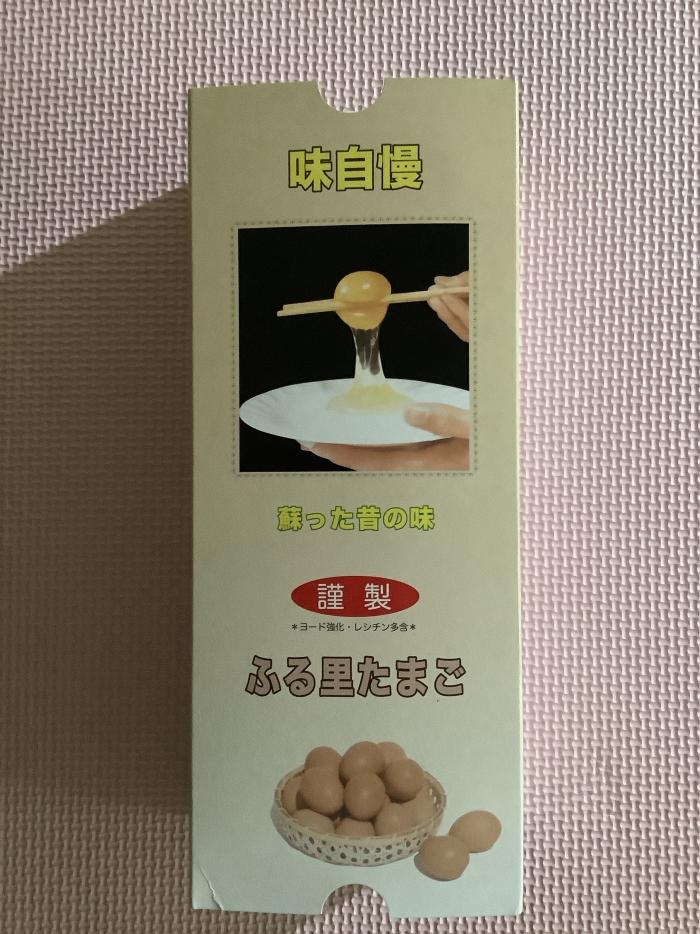 味自慢
蘇った昔の味
謹製
*ヨード強化・レシチン多含*
ふる里たまご